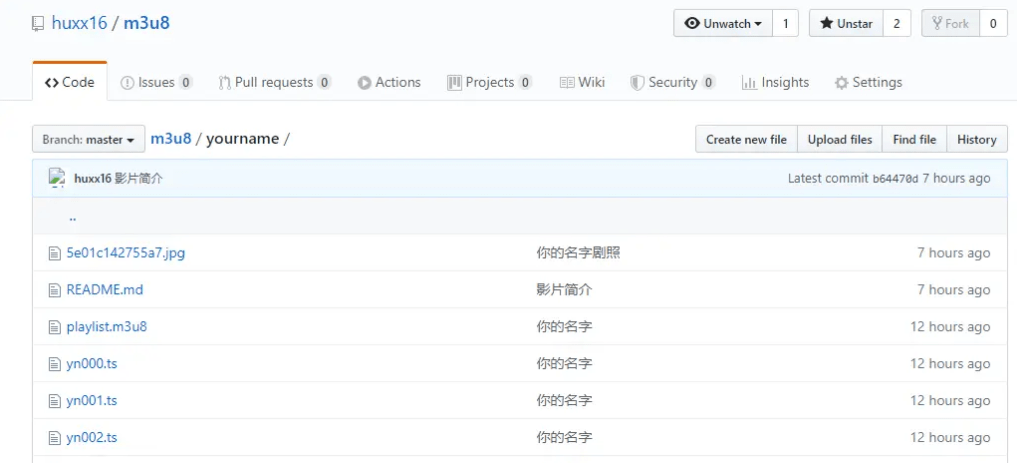 huxx16 / m3u8 Unwatch 1 Unstar 2 Fork 0
Code Issues 0 Pull requests 0 Actions Projects 0 Wiki Security 0 Insights Settings
Branch: master m3u8 / yourname / Create new file Upload files Find file History
huxx16 影片简介 Latest commit b64470d 7 hours ago
..
5e01c142755a7.jpg 你的名字剧照 7 hours ago
README.md 影片简介 7 hours ago
playlist.m3u8 你的名字 12 hours ago
yn000.ts 你的名字 12 hours ago
yn001.ts 你的名字 12 hours ago
yn002.ts 你的名字 12 hours ago